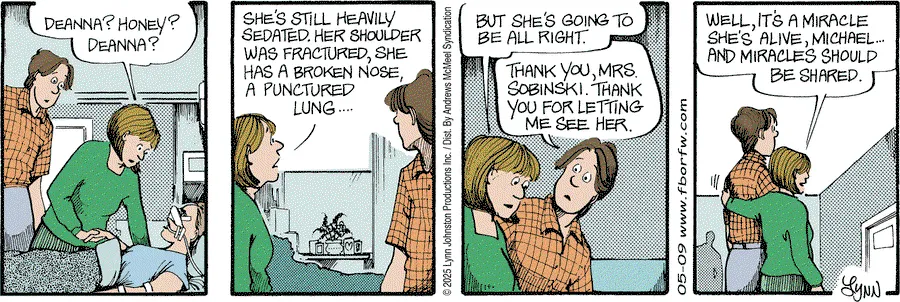 DEANNA? HONEY?
DEANNA?
SHE'S STILL HEAVILY
SEDATED. HER SHOULDER
WAS FRACTURED, SHE
HAS A BROKEN NOSE,
A PUNCTURED
LUNG....
© 2025 Lynn Johnston Productions Inc. / Dist. By Andrews McMeel Syndication
BUT SHE'S GOING TO
BE ALL RIGHT.
THANK YOU, MRS.
SOBINSKI. THANK
YOU FOR LETTING
ME SEE HER.
05-09 www.fborfw.com
WELL, IT'S A MIRACLE
SHE'S ALIVE, MICHAEL...
AND MIRACLES SHOULD
BE SHARED.
LYNN